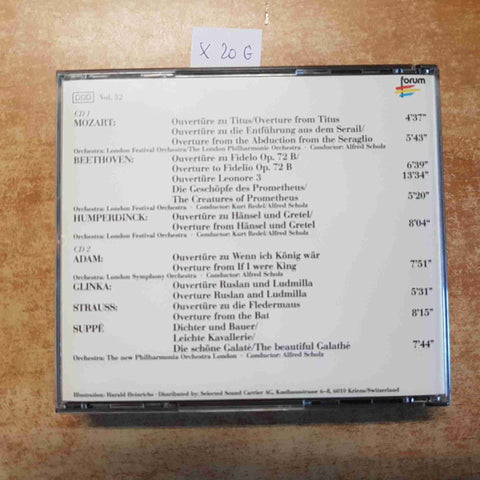 X 20 G
forum
DDD Vol. 32
CD 1
MOZART: Ouvertüre zu Titus/Overture from Titus 4'37"
Ouvertüre zu die Entführung aus dem Serail/
Overture from the Abduction from the Seraglio 5'43"
Orchestra: London Festival Orchestra/The London Philharmonic Orchestra · Conductor: Alfred Scholz
BEETHOVEN: Ouvertüre zu Fidelo Op. 72 B/
Overture to Fidelio Op. 72 B 6'39"
Ouvertüre Leonore 3 13'34"
Die Geschöpfe des Prometheus/
The Creatures of Prometheus 5'20"
Orchestra: London Festival Orchestra · Conductor: Kurt Redel/Alfred Scholz
HUMPERDINCK: Ouvertüre zu Hänsel und Gretel/
Overture from Hänsel und Gretel 8'04"
Orchestra: London Festival Orchestra · Conductor: Kurt Redel/Alfred Scholz
CD 2
ADAM: Ouvertüre zu Wenn ich König wär
Overture from If I were King 7'51"
Orchestra: London Symphony Orchestra · Conductor: Alfred Scholz
GLINKA: Ouvertüre Ruslan und Ludmilla
Overture Ruslan and Ludmilla 5'31"
STRAUSS: Ouvertüre zu die Fledermaus
Overture from the Bat 8'15"
SUPPÉ Dichter und Bauer/
Leichte Kavallerie/
Die schöne Galaté/The beautiful Galathé 7'44"
Orchestra: The new Philharmonia Orchestra London · Conductor: Alfred Scholz
Illustration: Harald Heinrichs · Distributed by: Selected Sound Carrier AG, 6–8, 6010 Kriens/Switzerland